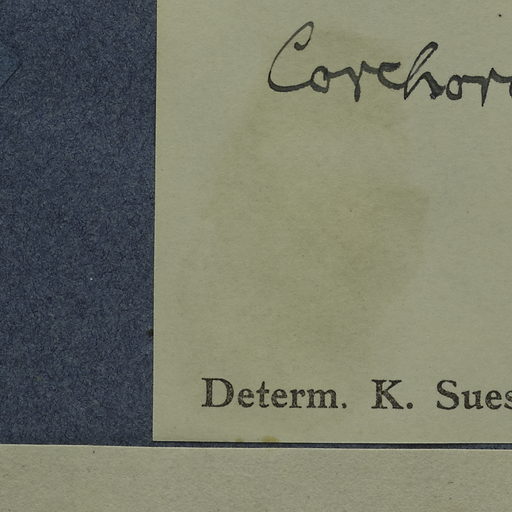 Corchor
Determ. K. Sues